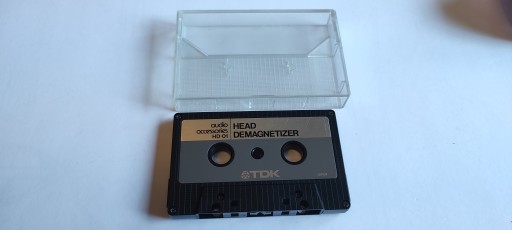 audio
accessories
HD-01
HEAD
DEMAGNETIZER
TDK